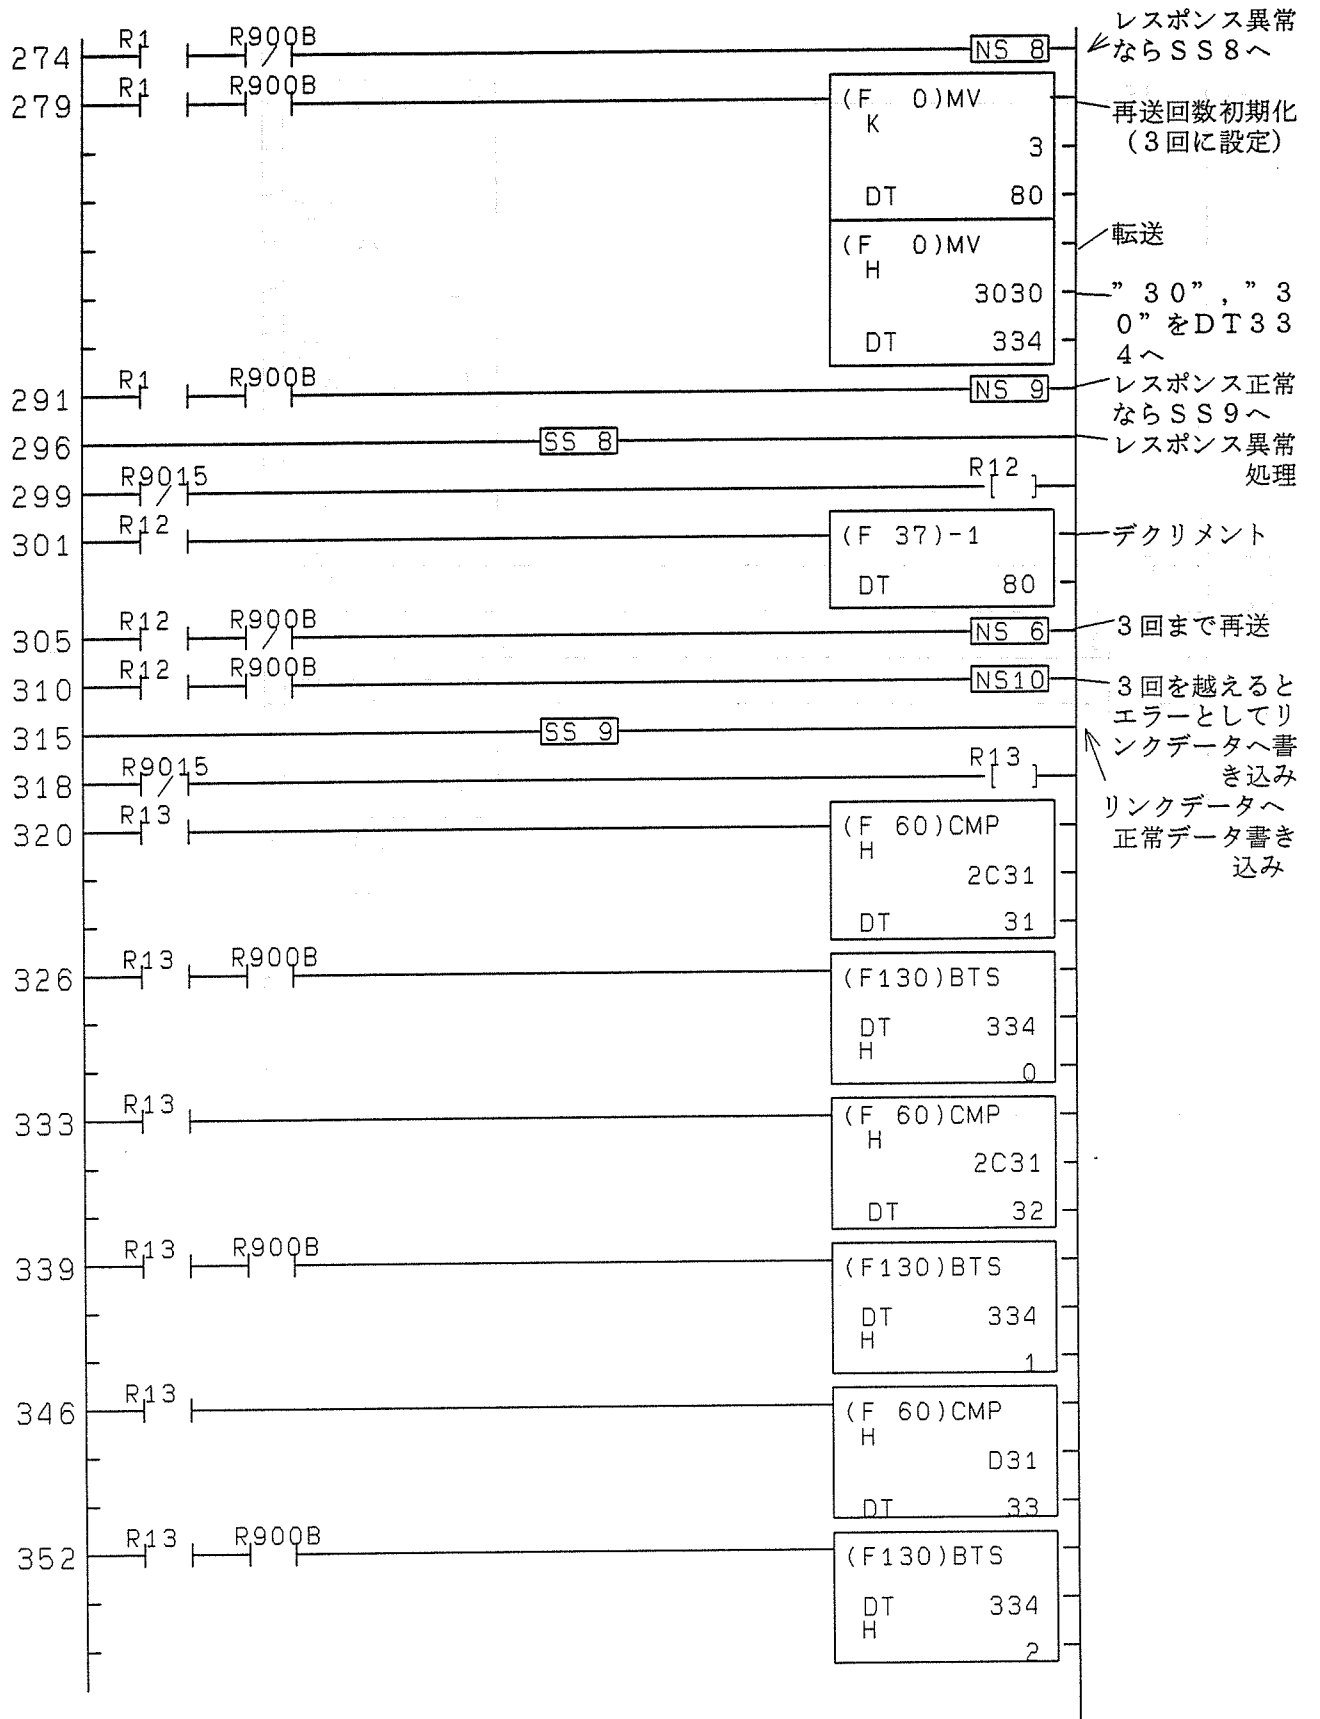 274 R1 R900B NS 8 レスポンス異常
ならSS8へ
279 R1 R900B (F 0)MV
K
3
DT 80
再送回数初期化
(3回に設定)
(F 0)MV
H
3030
DT 334
転送
"30","3
0"をDT33
4へ
291 R1 R900B NS 9 レスポンス正常
ならSS9へ
296 SS 8 レスポンス異常
処理
299 R9015 R12
301 R12 (F 37)-1
DT 80
デクリメント
305 R12 R900B NS 6 3回まで再送
310 R12 R900B NS10 3回を越えると
エラーとしてリ
ンクデータへ書
き込み
315 SS 9
リンクデータへ
正常データ書き
込み
318 R9015 R13
320 R13 (F 60)CMP
H
2C31
DT 31
326 R13 R900B (F130)BTS
DT 334
H
0
333 R13 (F 60)CMP
H
2C31
DT 32
339 R13 R900B (F130)BTS
DT 334
H
1
346 R13 (F 60)CMP
H
D31
DT 33
352 R13 R900B (F130)BTS
DT 334
H
2